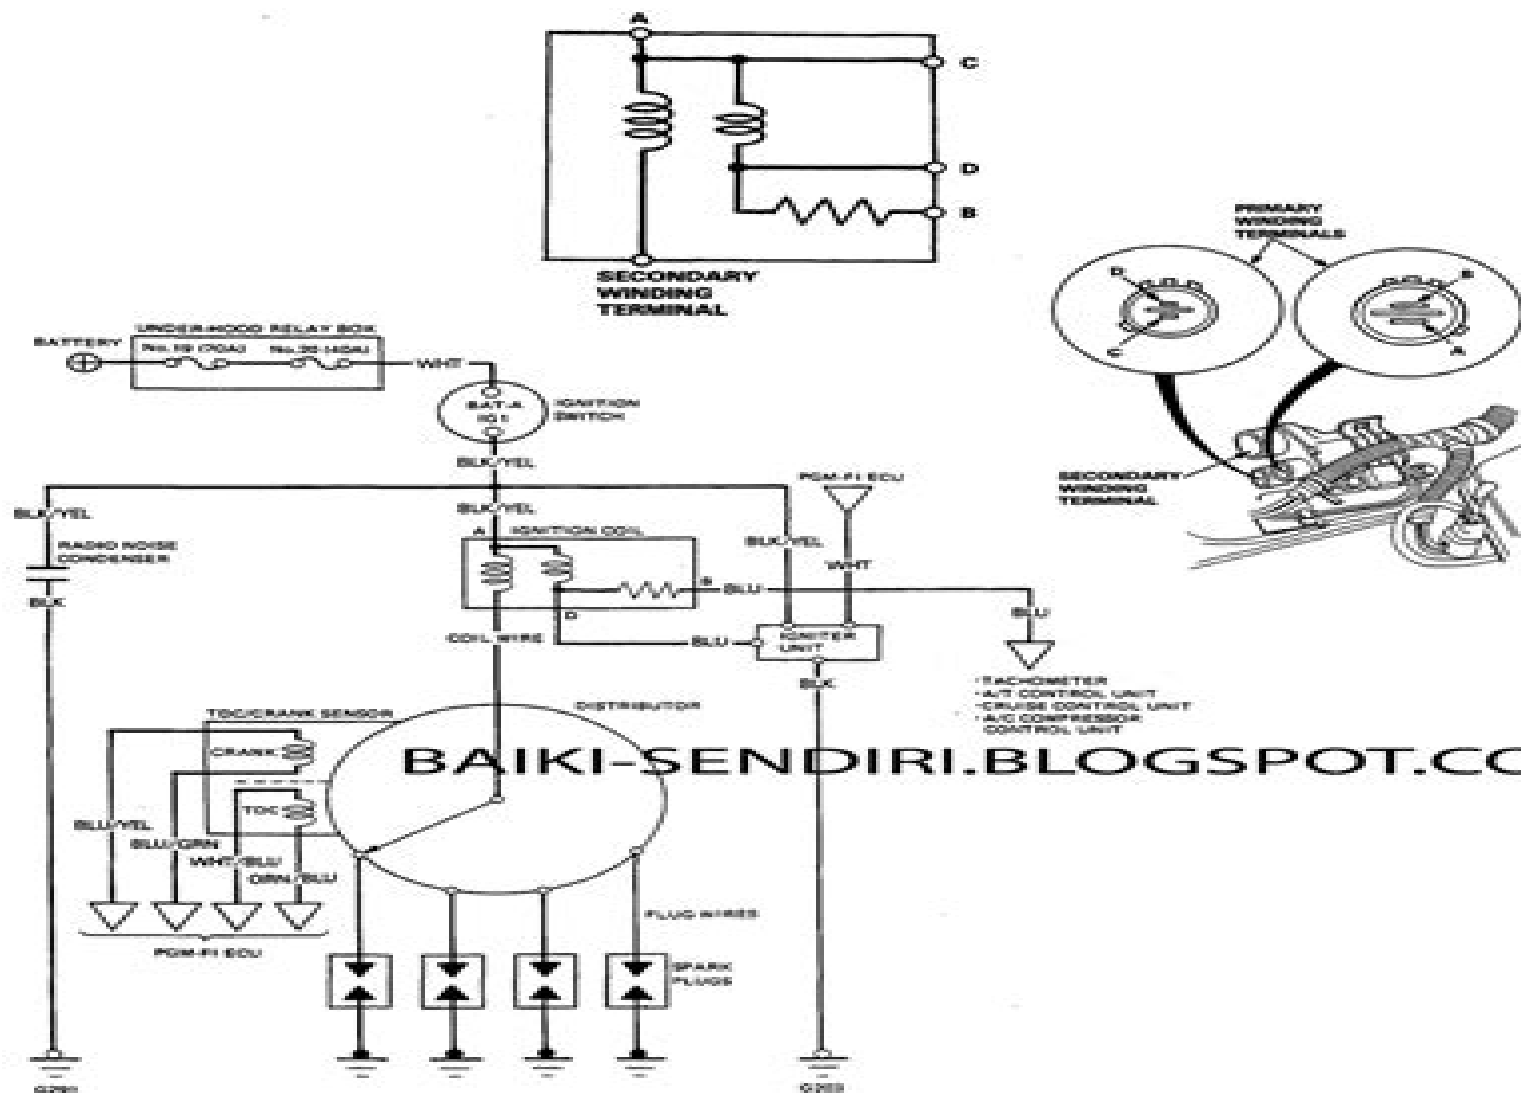 A
C
D
B
SECONDARY
WINDING
TERMINAL
PRIMARY
WINDING
TERMINALS
D
B
C
A
SECONDARY
WINDING
TERMINAL
UNDER-HOOD RELAY BOX
BATTERY
WHT
BAT-A
IG1
IGNITION
SWITCH
BLK/YEL
BLK/YEL
BLK/YEL
PGM-FI ECU
A
IGNITION COIL
BLK/YEL
RADIO NOISE
CONDENSER
WHT
BLK
B
BLU
BLU
D
COIL WIRE
BLU
IGNITER
UNIT
BLK
TACHOMETER
A/T CONTROL UNIT
CRUISE CONTROL UNIT
A/C COMPRESSOR
CONTROL UNIT
TDC/CRANK SENSOR
DISTRIBUTOR
CRANK
BAIKI-SENDIRI.BLOGSPOT.CO
TDC
BLU/YEL
BLU/GRN
WHT/BLU
ORN/BLU
PLUG WIRES
PGM-FI ECU
SPARK
PLUGS